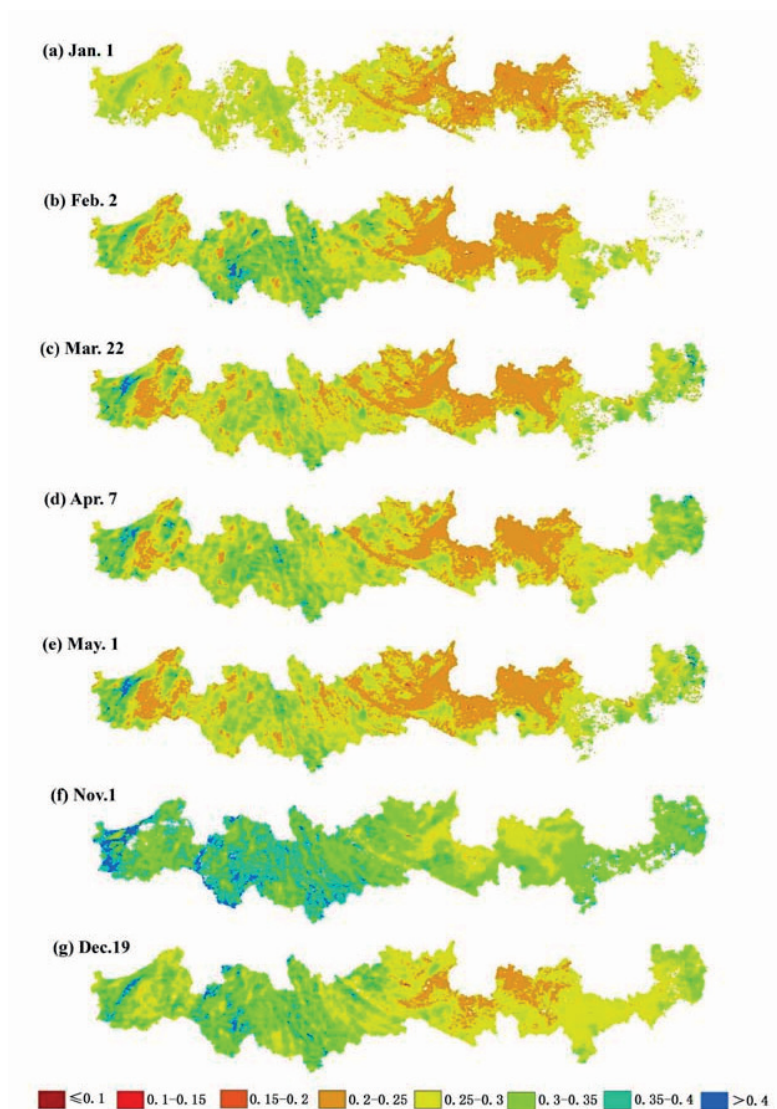 (a) Jan. 1
(b) Feb. 2
(c) Mar. 22
(d) Apr. 7
(e) May. 1
(f) Nov.1
(g) Dec.19
≤0.1 0.1-0.15 0.15-0.2 0.2-0.25 0.25-0.3 0.3-0.35 0.35-0.4 >0.4